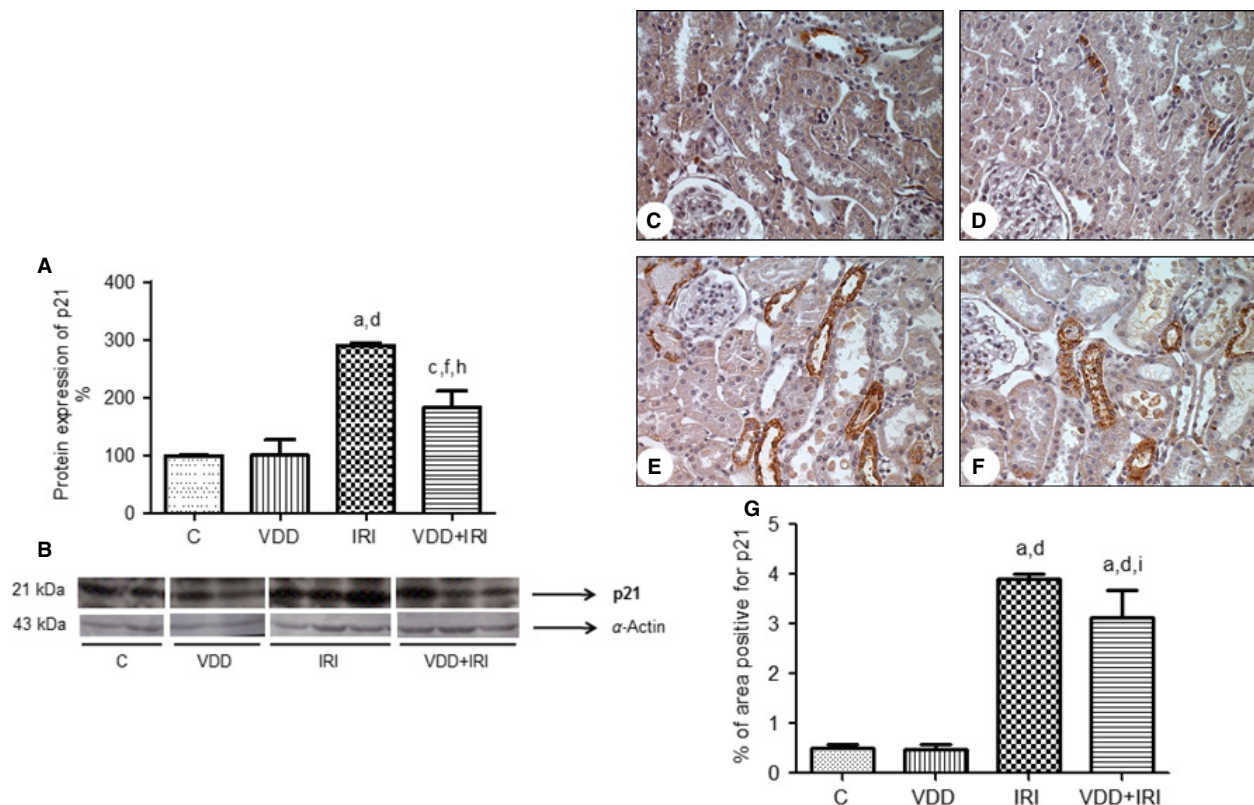 A
Protein expression of p21
%
400
300
200
100
0
a,d
c,f,h
C VDD IRI VDD+IRI
B
21 kDa p21
43 kDa α-Actin
C VDD IRI VDD+IRI
C D
E F
G
% of area positive for p21
5
4
3
2
1
0
a,d
a,d,i
C VDD IRI VDD+IRI